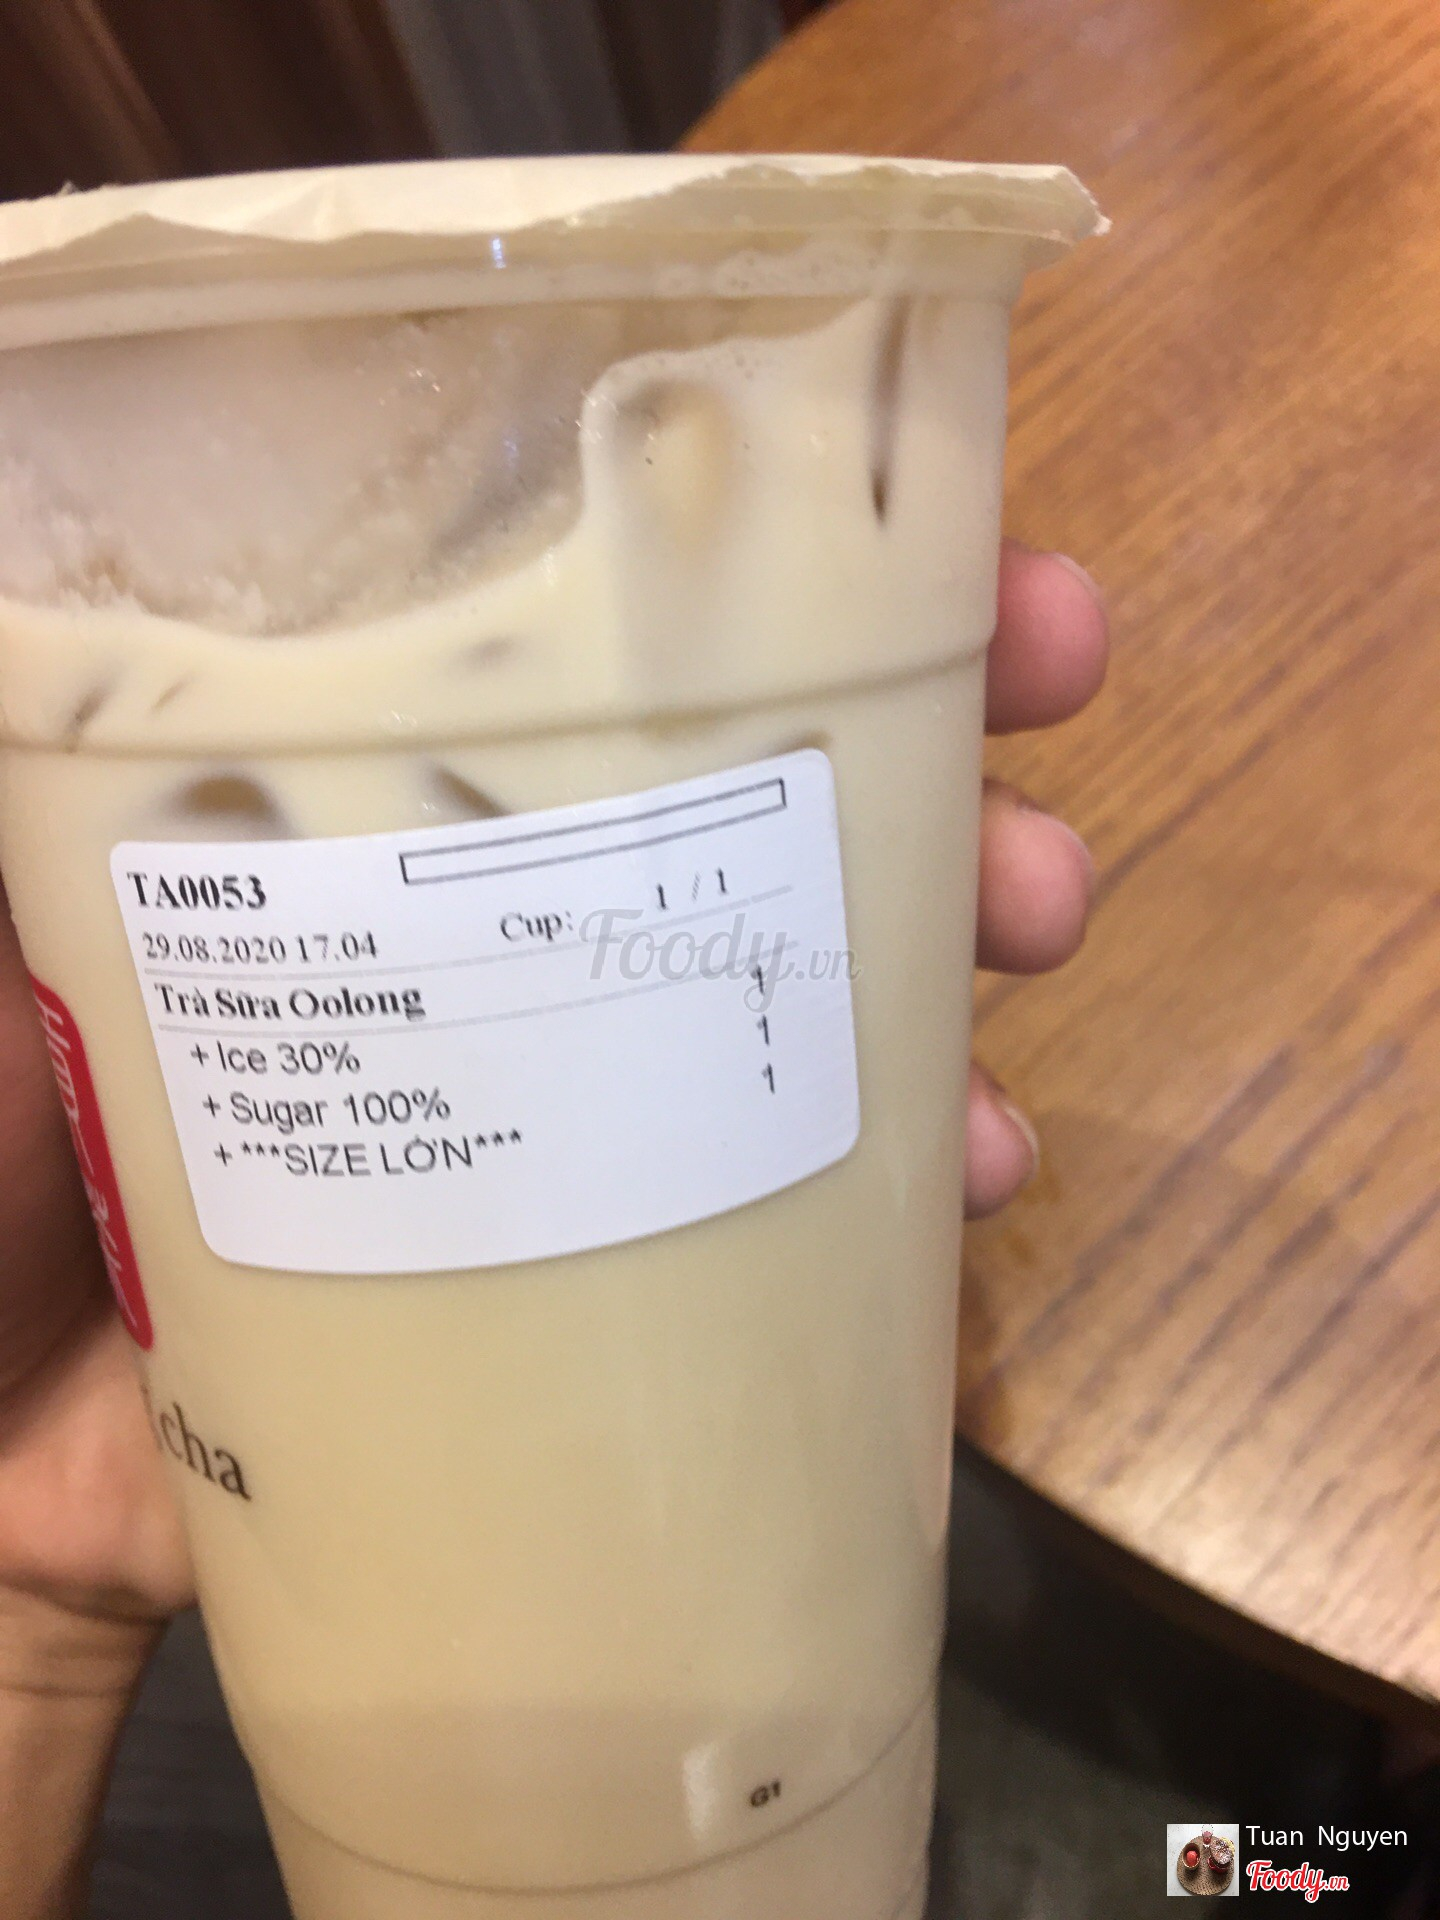 TA0053
29.08.2020 17.04
Cup: 1 / 1
Trà Sữa Oolong 1
+ Ice 30% 1
+ Sugar 100% 1
+ ***SIZE LỚN***
cha
G1
Foody.vn
Tuan Nguyen
Foody.vn